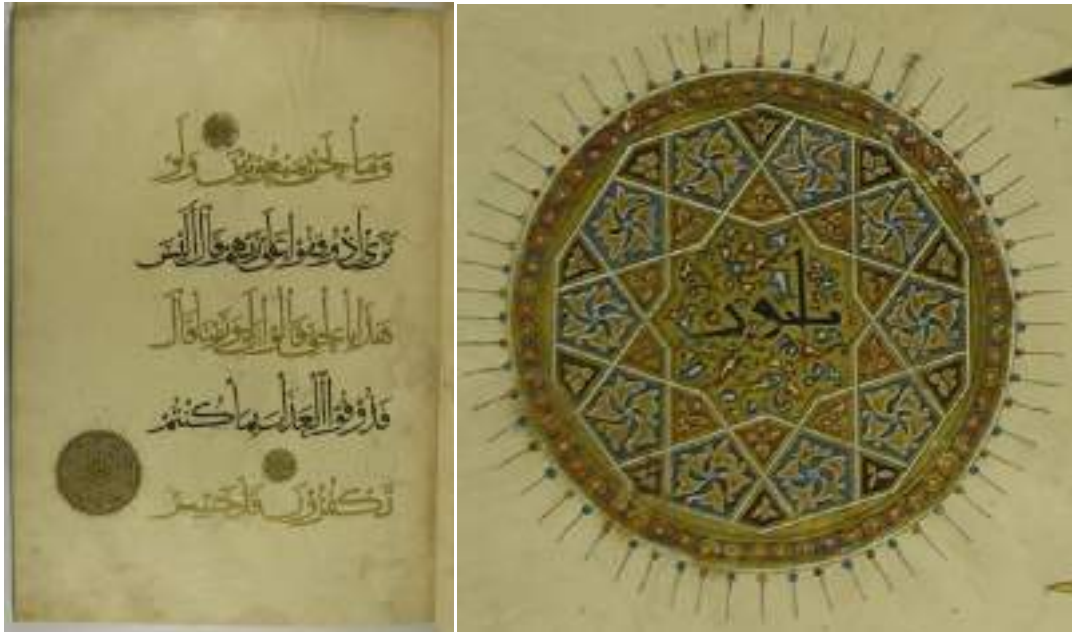 وما نحن بمبعوثين ولو
ترى إذ وقفوا على ربهم قال أليس
هذا بالحق قالوا بلى وربنا قال
فذوقوا العذاب بما كنتم
تكفرون قد خسر